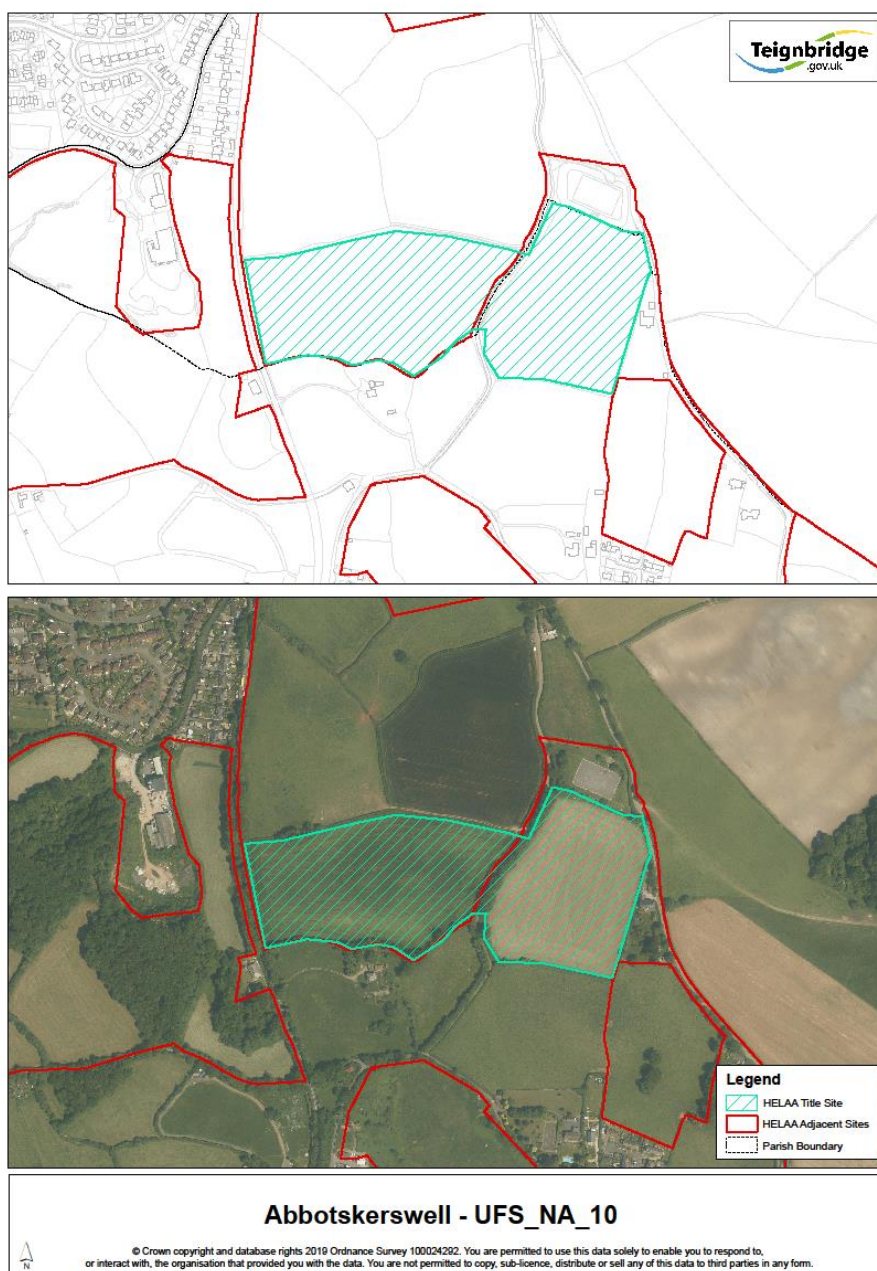 Teignbridge
.gov.uk
Legend
HELAA Title Site
HELAA Adjacent Sites
Parish Boundary
Abbotskerswell - UFS_NA_10
N
© Crown copyright and database rights 2019 Ordnance Survey 100024292. You are permitted to use this data solely to enable you to respond to,
or interact with, the organisation that provided you with the data. You are not permitted to copy, sub-licence, distribute or sell any of this data to third parties in any form.